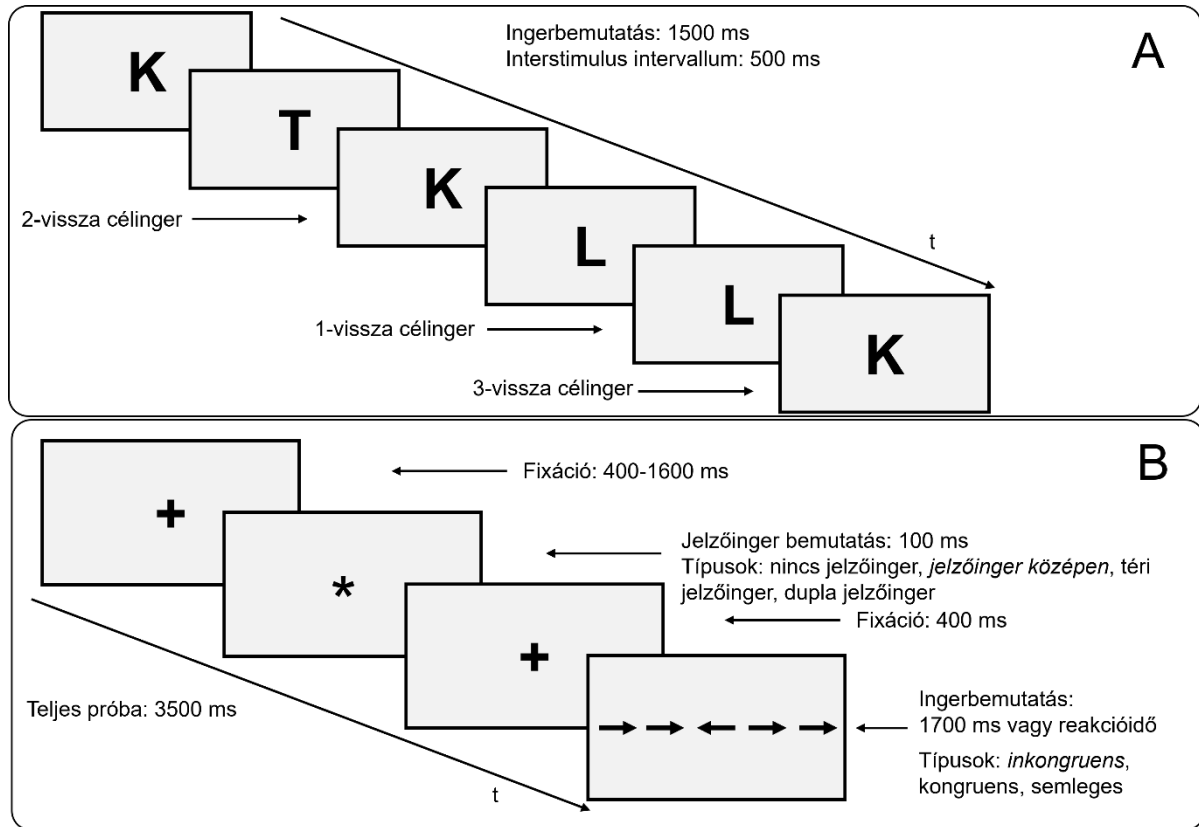 Ingerbemutatás: 1500 ms
Interstimulus intervallum: 500 ms
A
K
T
K
2-vissza célinger
L
t
L
1-vissza célinger
K
3-vissza célinger
B
Fixáció: 400-1600 ms
+
Jelzőinger bemutatás: 100 ms
Típusok: nincs jelzőinger, jelzőinger középen, téri
jelzőinger, dupla jelzőinger
*
Fixáció: 400 ms
+
Teljes próba: 3500 ms
Ingerbemutatás:
1700 ms vagy reakcióidő
Típusok: inkongruens,
kongruens, semleges
t